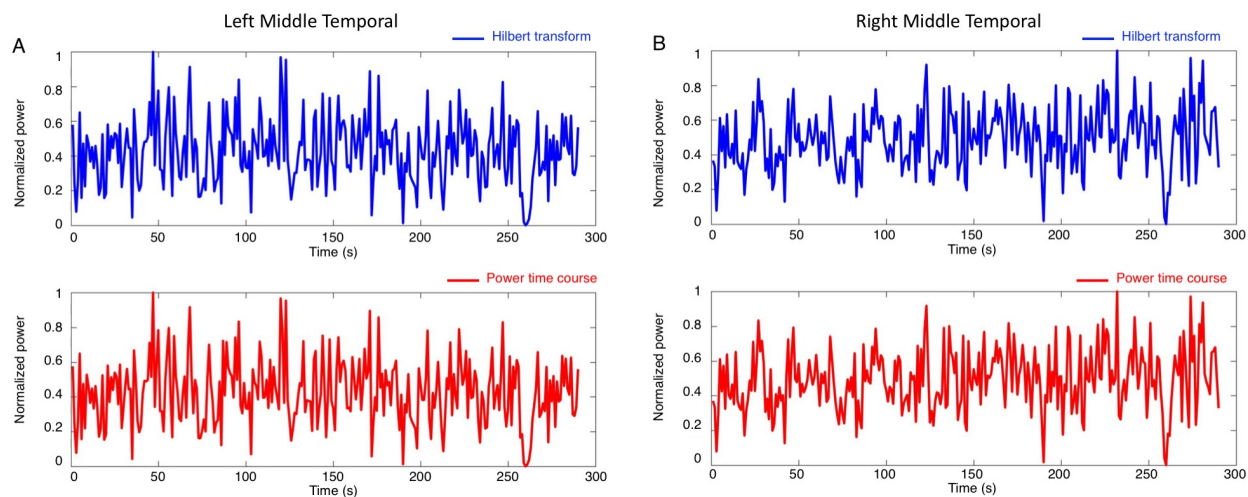 Left Middle Temporal
A
Hilbert transform
Normalized power
1
0.8
0.6
0.4
0.2
0
0 50 100 150 200 250 300
Time (s)
Power time course
Normalized power
1
0.8
0.6
0.4
0.2
0
0 50 100 150 200 250 300
Time (s)
Right Middle Temporal
B
Hilbert transform
Normalized power
1
0.8
0.6
0.4
0.2
0
0 50 100 150 200 250 300
Time (s)
Power time course
Normalized power
1
0.8
0.6
0.4
0.2
0
0 50 100 150 200 250 300
Time (s)